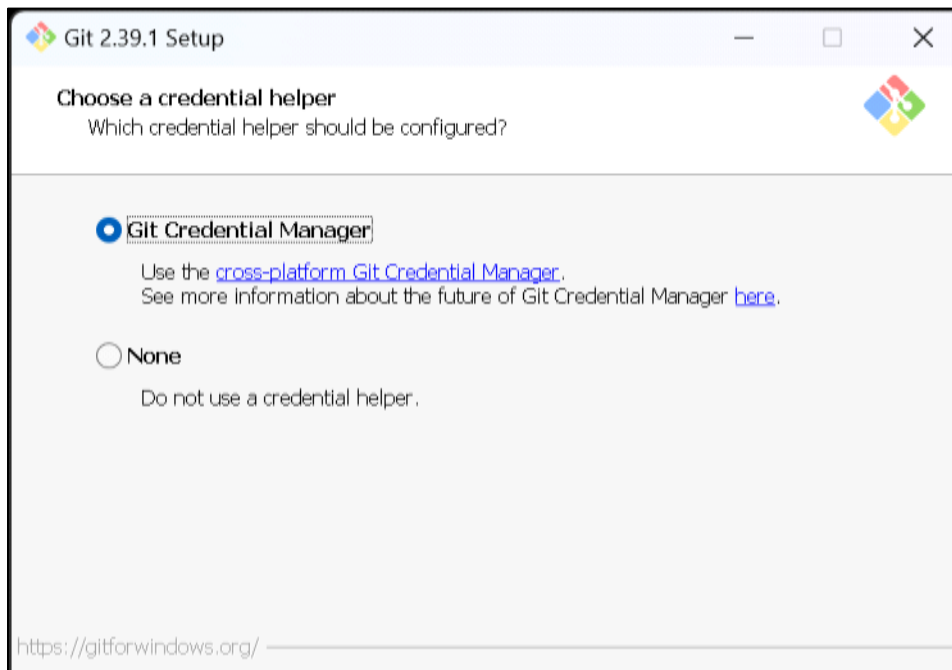 Git 2.39.1 Setup
Choose a credential helper
Which credential helper should be configured?
Git Credential Manager
Use the cross-platform Git Credential Manager.
See more information about the future of Git Credential Manager here.
None
Do not use a credential helper.
https://gitforwindows.org/